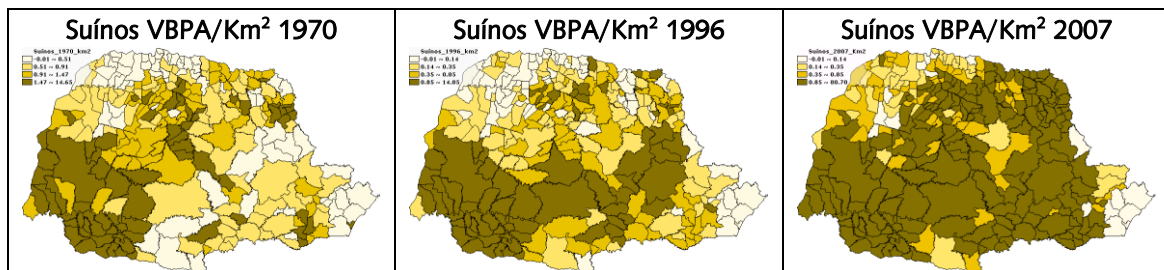 Suínos VBPA/Km² 1970
Suinos_1970_km2
-0.01 ~ 0.51
0.51 ~ 0.91
0.91 ~ 1.47
1.47 ~ 14.65
Suínos VBPA/Km² 1996
Suinos_1996_km2
-0.01 ~ 0.14
0.14 ~ 0.35
0.35 ~ 0.85
0.85 ~ 14.85
Suínos VBPA/Km² 2007
Suinos_2007_km2
-0.01 ~ 0.14
0.14 ~ 0.35
0.35 ~ 0.85
0.85 ~ 80.70